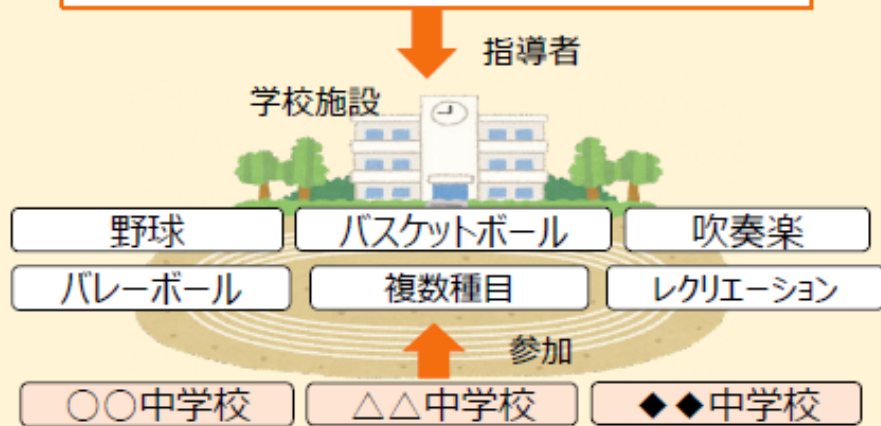 指導者
学校施設
野球 バスケットボール 吹奏楽
バレーボール 複数種目 レクリエーション
参加
○○中学校 △△中学校 ◆◆中学校